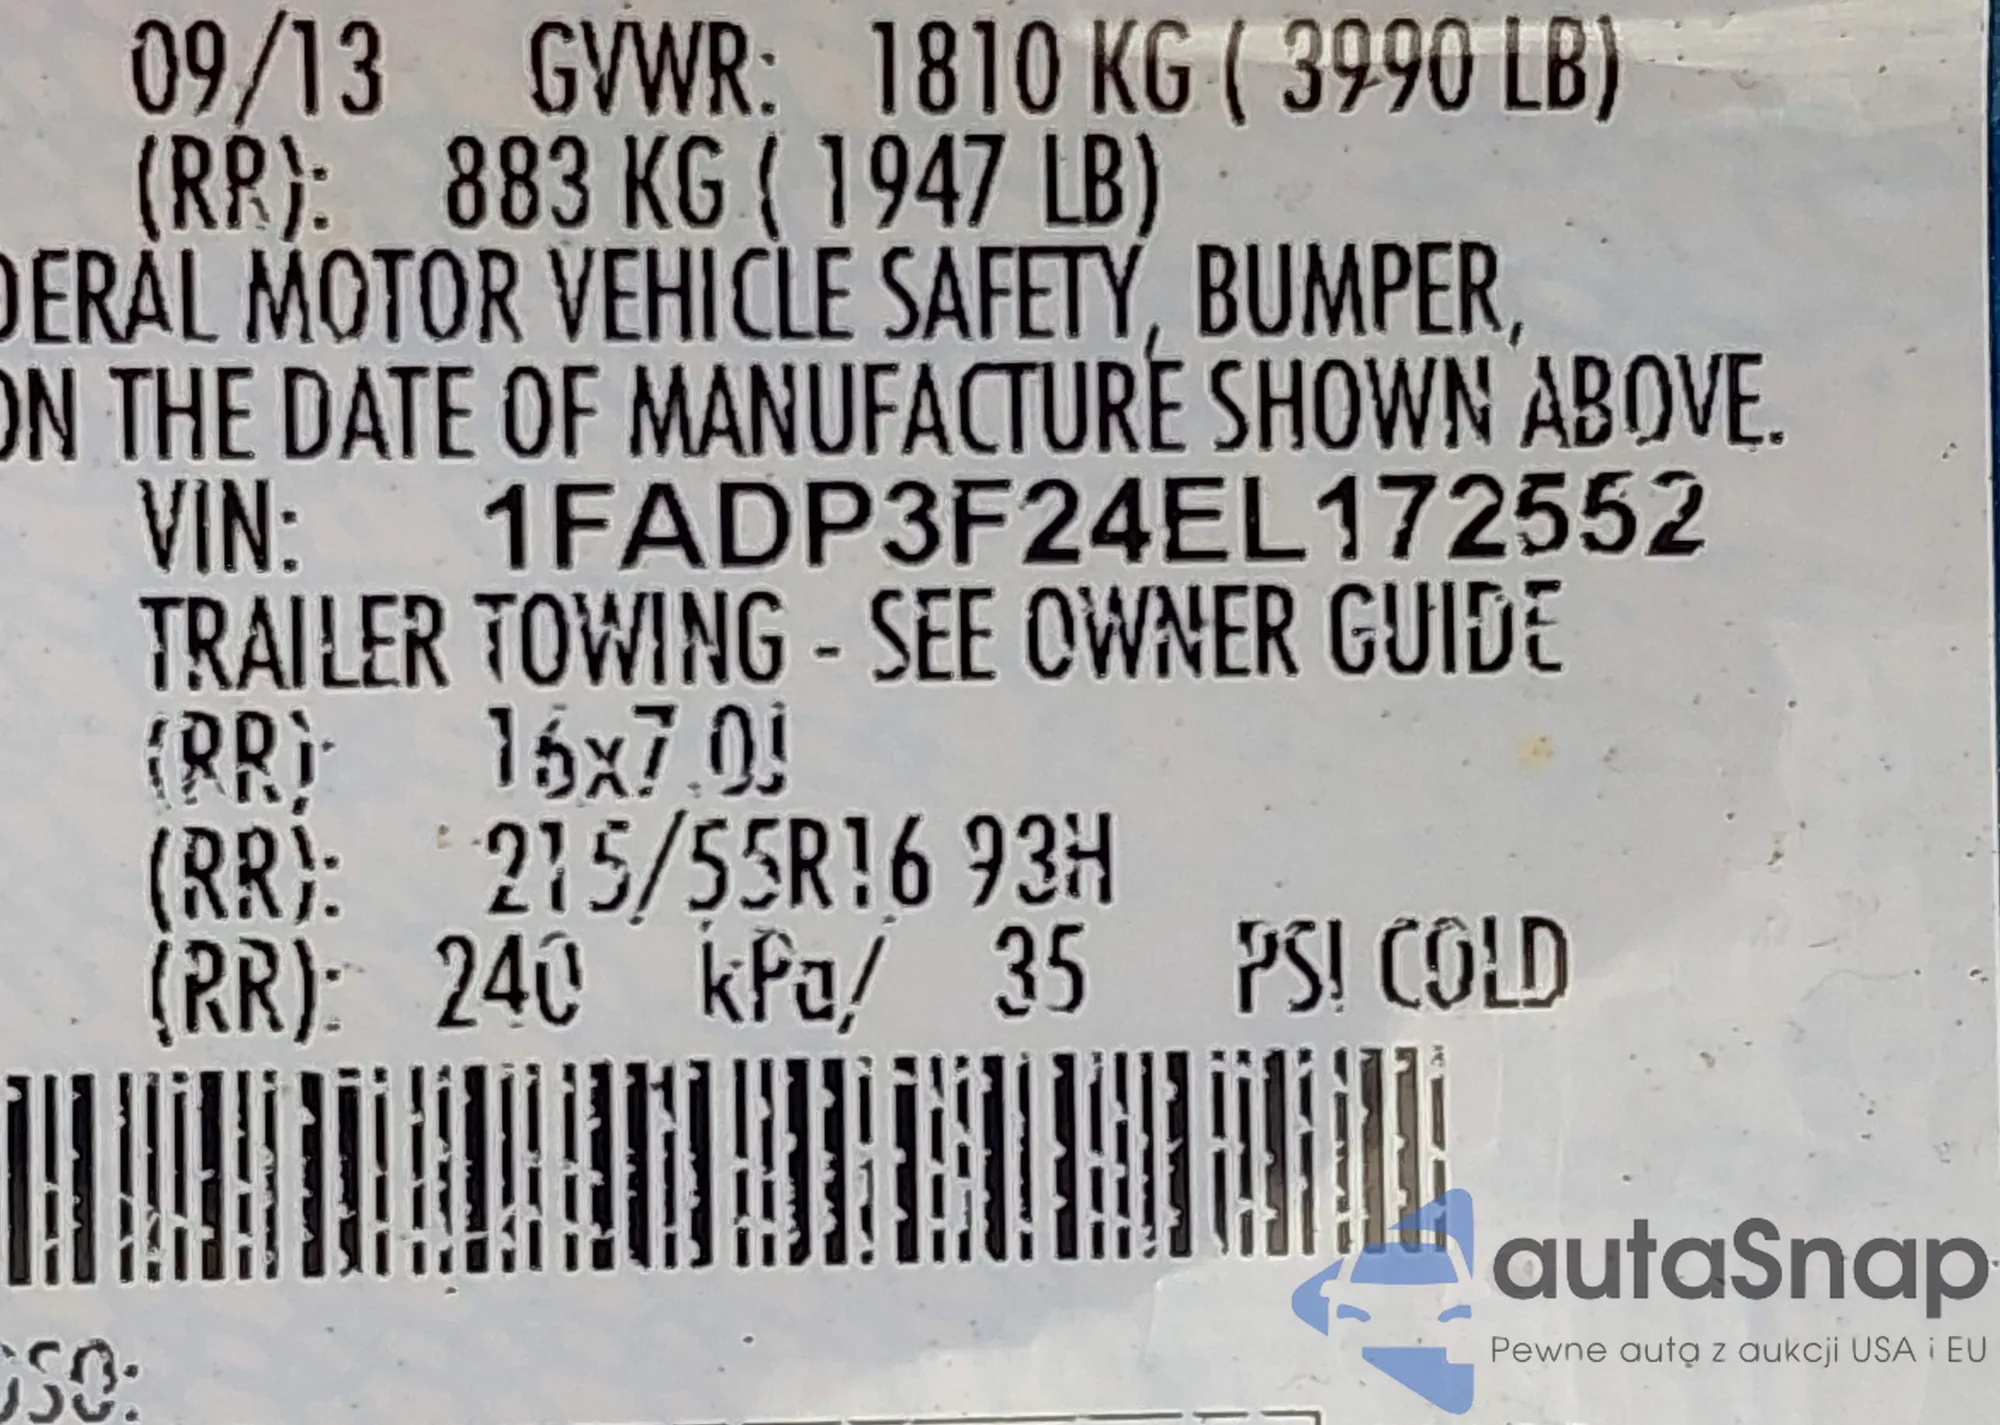 09/13 GVWR: 1810 KG ( 3990 LB)
(RR): 883 KG ( 1947 LB)
DERAL MOTOR VEHICLE SAFETY, BUMPER,
ON THE DATE OF MANUFACTURE SHOWN ABOVE.
VIN: 1FADP3F24EL172552
TRAILER TOWING - SEE OWNER GUIDE
(RR): 16x7.0J
(RR): 215/55R16 93H
(RR): 240 kPa/ 35 PSI COLD
autaSnap
Pewne auta z aukcji USA i EU